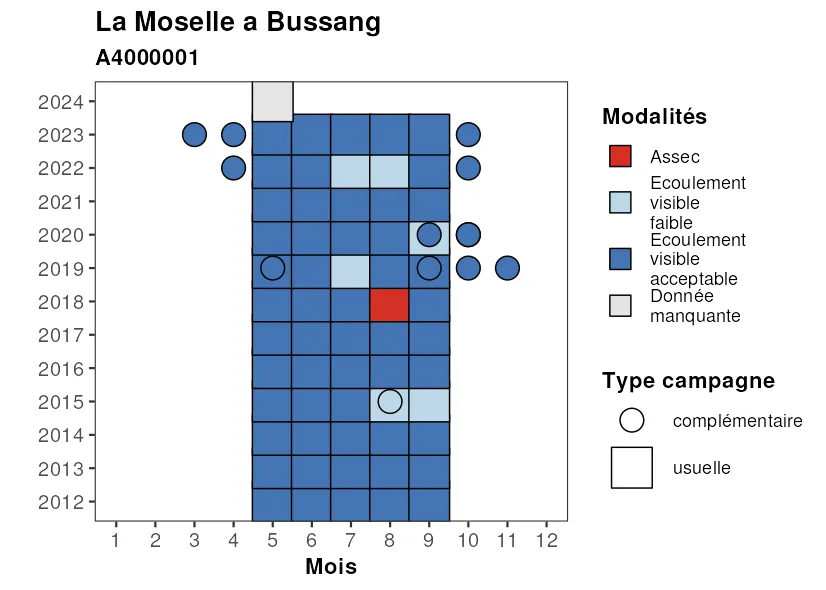 La Moselle a Bussang
A4000001
2024
2023
2022
2021
2020
2019
2018
2017
2016
2015
2014
2013
2012
1 2 3 4 5 6 7 8 9 10 11 12
Mois
Modalités
Assec
Ecoulement
visible
faible
Ecoulement
visible
acceptable
Donnée
manquante
Type campagne
complémentaire
usuelle